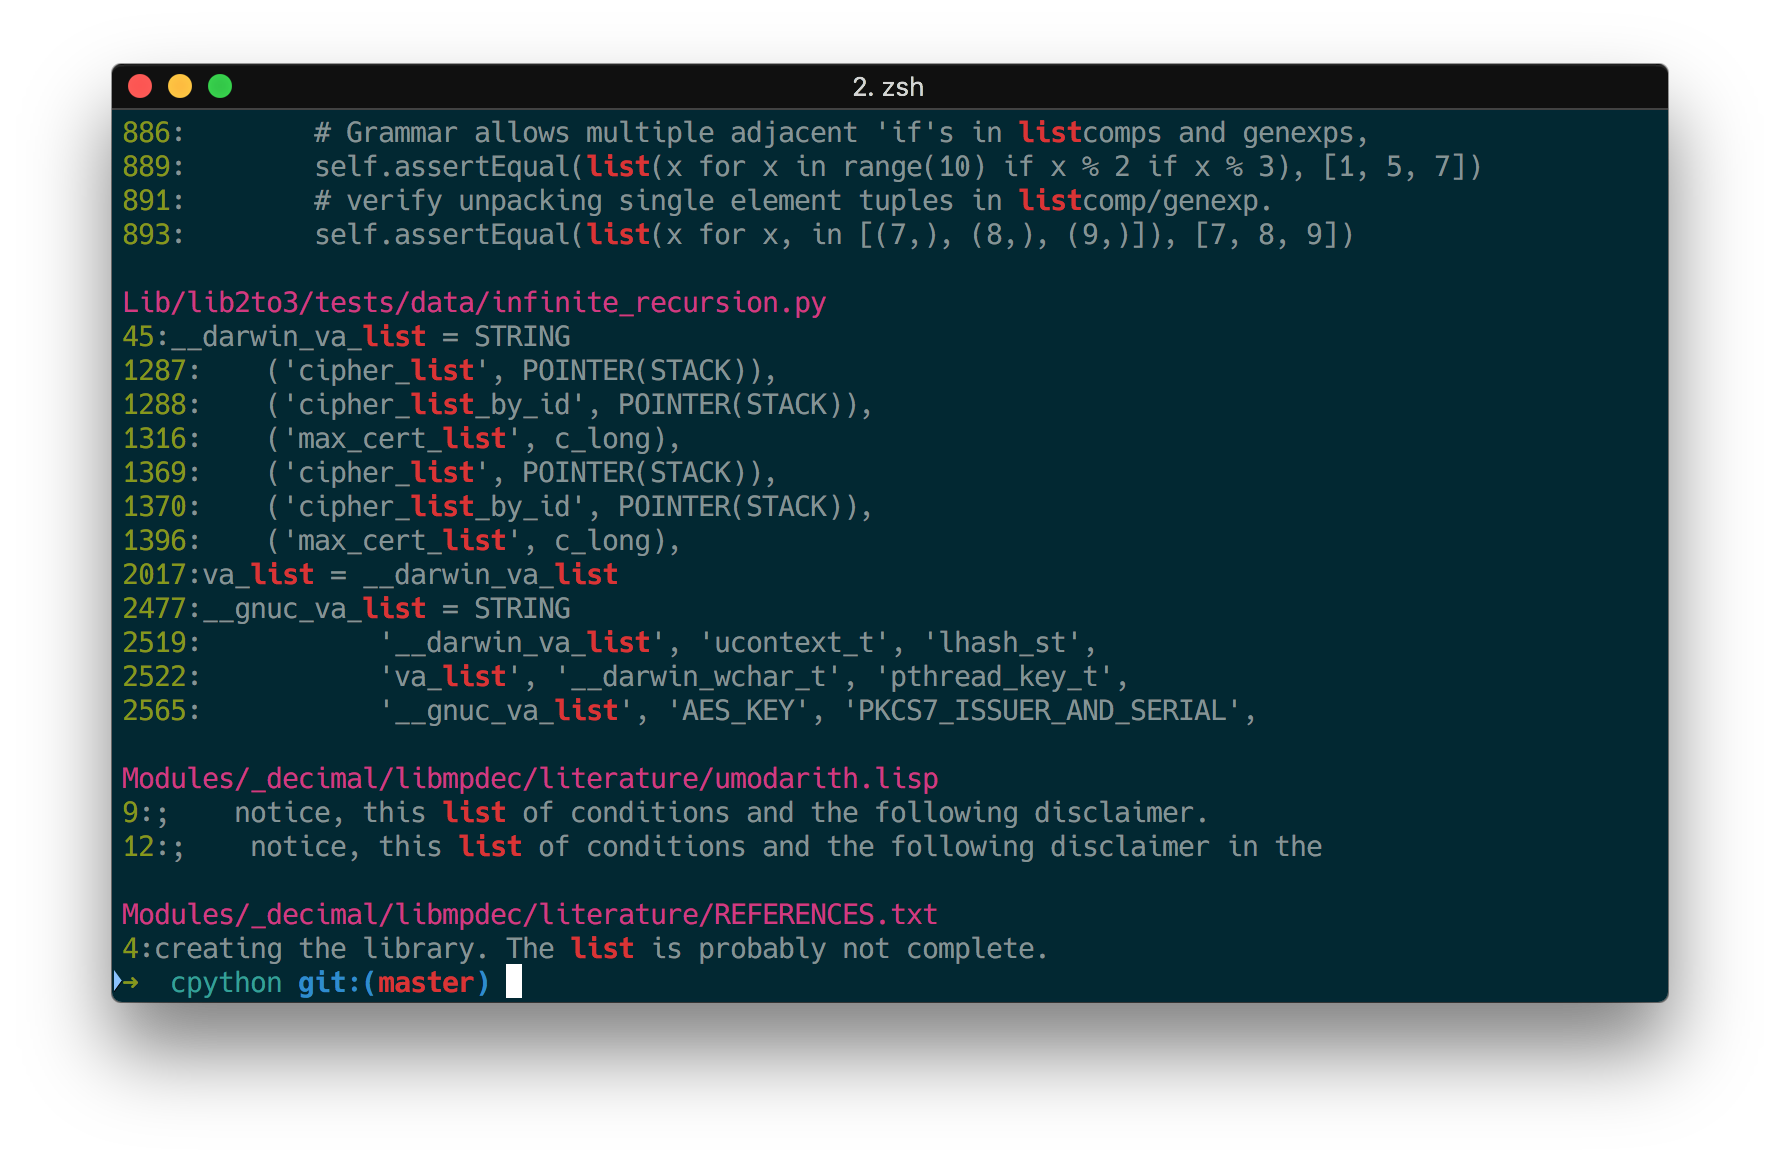 2. zsh
886:        # Grammar allows multiple adjacent 'if's in listcomps and genexps,
889:        self.assertEqual(list(x for x in range(10) if x % 2 if x % 3), [1, 5, 7])
891:        # verify unpacking single element tuples in listcomp/genexp.
893:        self.assertEqual(list(x for x, in [(7,), (8,), (9,)]), [7, 8, 9])
Lib/lib2to3/tests/data/infinite_recursion.py
45:__darwin_va_list = STRING
1287:    ('cipher_list', POINTER(STACK)),
1288:    ('cipher_list_by_id', POINTER(STACK)),
1316:    ('max_cert_list', c_long),
1369:    ('cipher_list', POINTER(STACK)),
1370:    ('cipher_list_by_id', POINTER(STACK)),
1396:    ('max_cert_list', c_long),
2017:va_list = __darwin_va_list
2477:__gnuc_va_list = STRING
2519:           '__darwin_va_list', 'ucontext_t', 'lhash_st',
2522:           'va_list', '__darwin_wchar_t', 'pthread_key_t',
2565:           '__gnuc_va_list', 'AES_KEY', 'PKCS7_ISSUER_AND_SERIAL',
Modules/_decimal/libmpdec/literature/umodarith.lisp
9:;    notice, this list of conditions and the following disclaimer.
12:;    notice, this list of conditions and the following disclaimer in the
Modules/_decimal/libmpdec/literature/REFERENCES.txt
4:creating the library. The list is probably not complete.
➜  cpython git:(master)